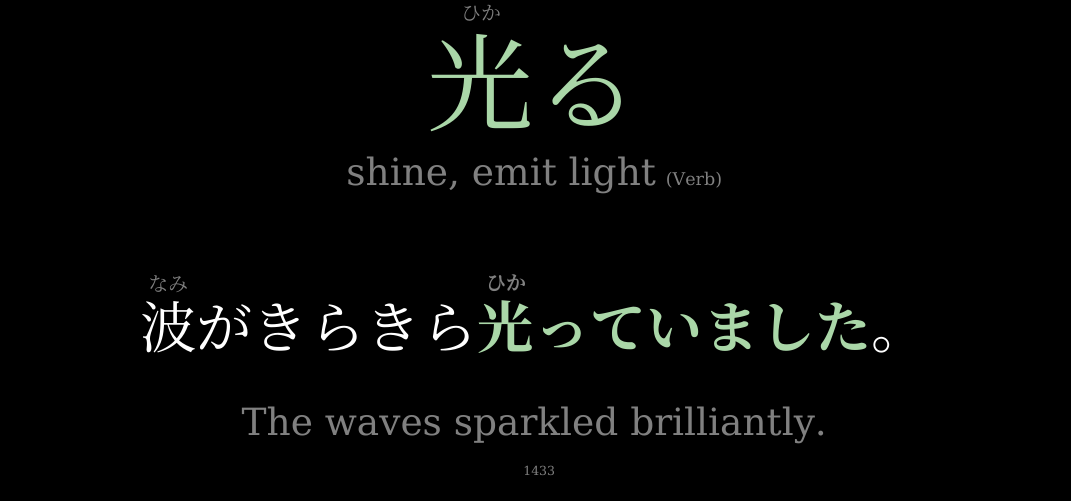 ひか
光る
shine, emit light (Verb)
なみ ひか
波がきらきら光っていました。
The waves sparkled brilliantly.
1433